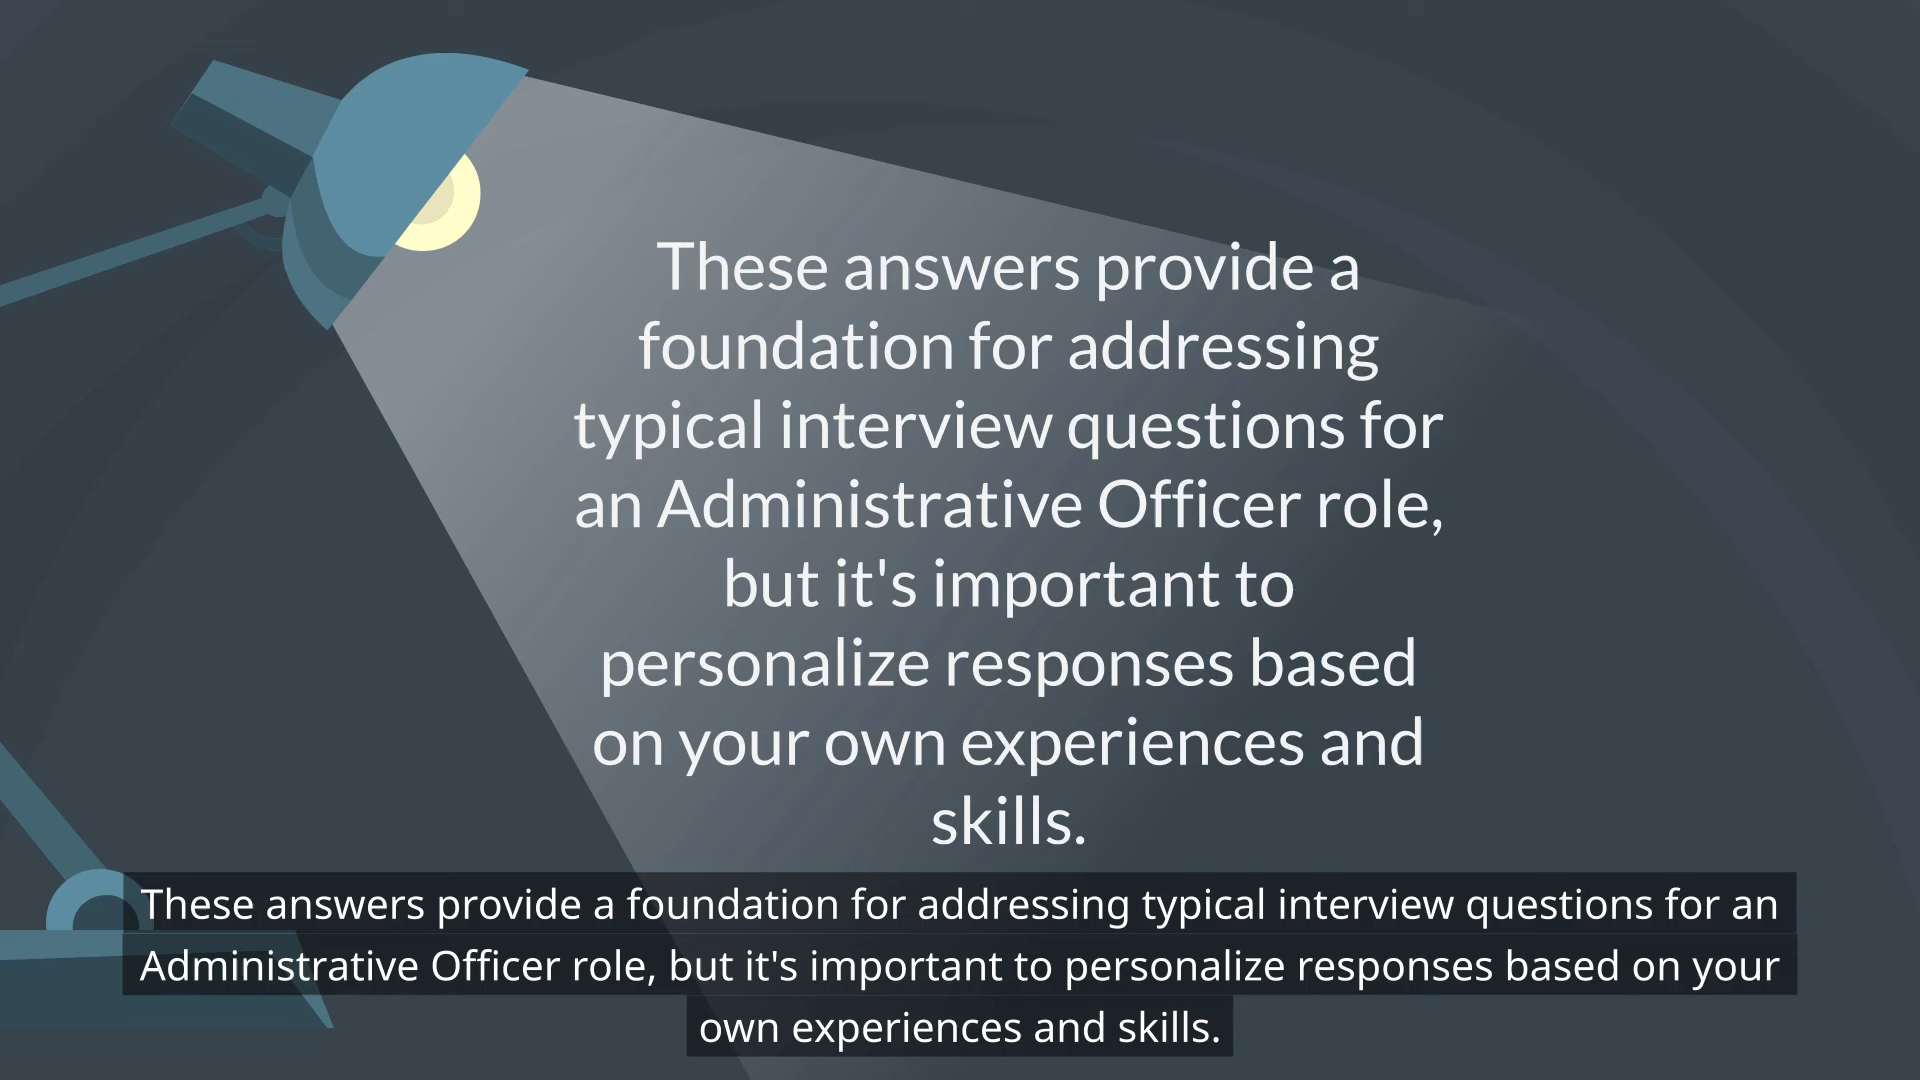 These answers provide a
foundation for addressing
typical interview questions for
an Administrative Officer role,
but it's important to
personalize responses based
on your own experiences and
skills.
These answers provide a foundation for addressing typical interview questions for an
Administrative Officer role, but it's important to personalize responses based on your
own experiences and skills.